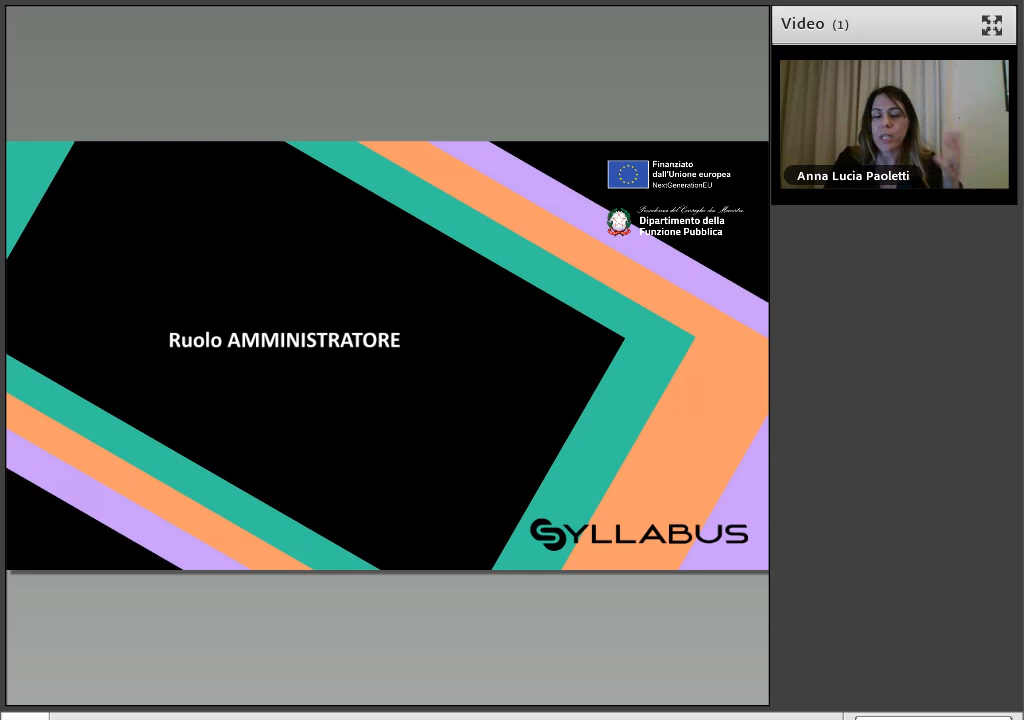 Video (1)
Anna Lucia Paoletti
Finanziato
dall'Unione europea
NextGenerationEU
Presidenza del Consiglio dei Ministri
Dipartimento della
Funzione Pubblica
Ruolo AMMINISTRATORE
SYLLABUS